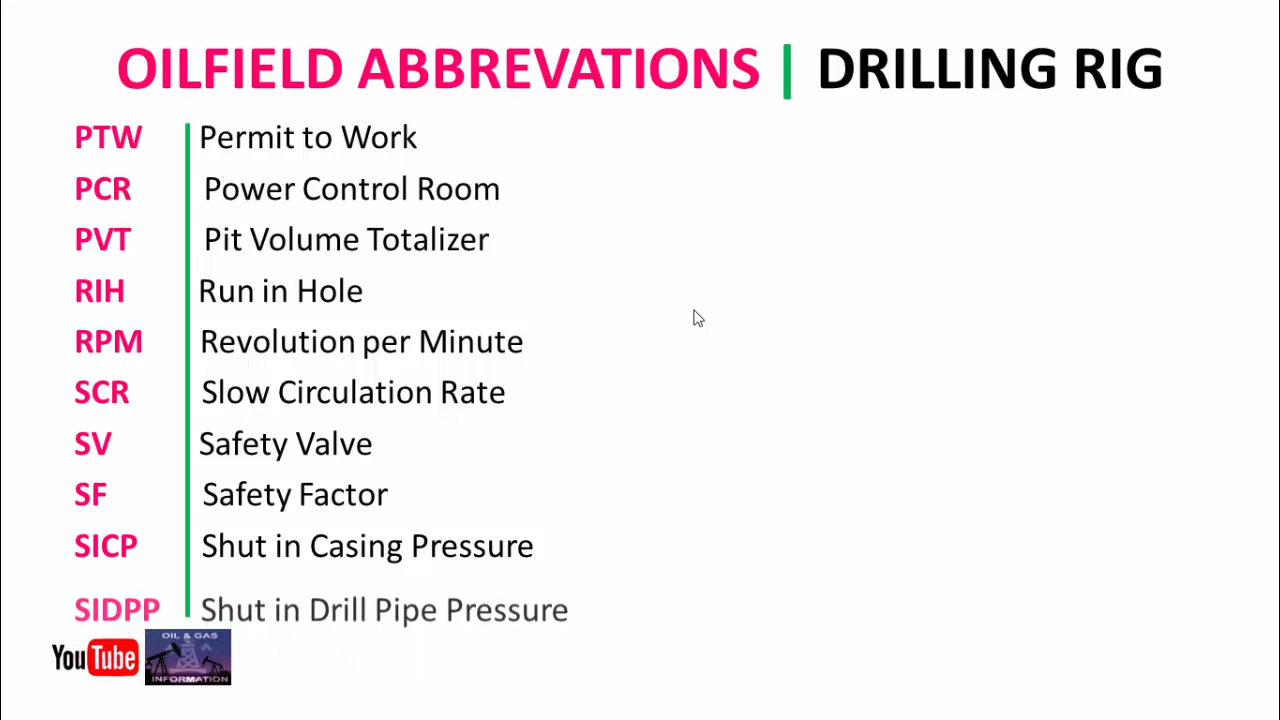 OILFIELD ABBREVATIONS | DRILLING RIG
PTW Permit to Work
PCR Power Control Room
PVT Pit Volume Totalizer
RIH Run in Hole
RPM Revolution per Minute
SCR Slow Circulation Rate
SV Safety Valve
SF Safety Factor
SICP Shut in Casing Pressure
SIDPP Shut in Drill Pipe Pressure
YouTube
OIL & GAS
INFORMATION